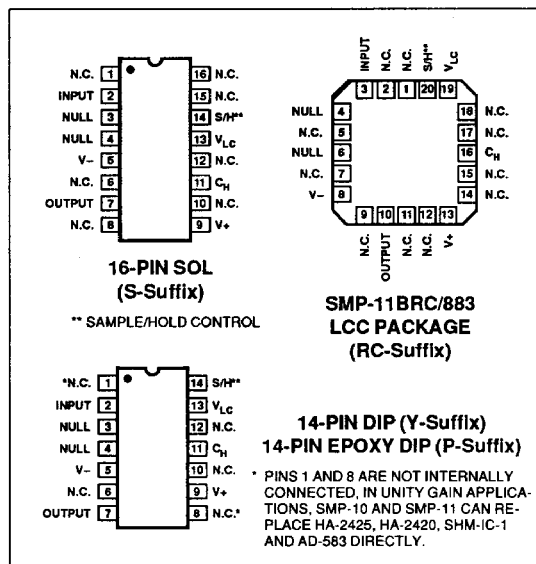 N.C. 1 16 N.C.
INPUT 2 15 N.C.
NULL 3 14 S/H**
NULL 4 13 VLC
V− 5 12 N.C.
N.C. 6 11 CH
OUTPUT 7 10 N.C.
N.C. 8 9 V+
16-PIN SOL
(S-Suffix)
** SAMPLE/HOLD CONTROL
INPUT N.C. N.C. S/H** VLC
3 2 1 20 19
NULL 4 18 N.C.
N.C. 5 17 N.C.
NULL 6 16 CH
N.C. 7 15 N.C.
V− 8 14 N.C.
9 10 11 12 13
N.C. OUTPUT N.C. N.C. V+
SMP-11BRC/883
LCC PACKAGE
(RC-Suffix)
*N.C. 1 14 S/H**
INPUT 2 13 VLC
NULL 3 12 N.C.
NULL 4 11 CH
V− 5 10 N.C.
N.C. 6 9 V+
OUTPUT 7 8 N.C.*
14-PIN DIP (Y-Suffix)
14-PIN EPOXY DIP (P-Suffix)
* PINS 1 AND 8 ARE NOT INTERNALLY
CONNECTED, IN UNITY GAIN APPLICA-
TIONS, SMP-10 AND SMP-11 CAN RE-
PLACE HA-2425, HA-2420, SHM-IC-1
AND AD-583 DIRECTLY.